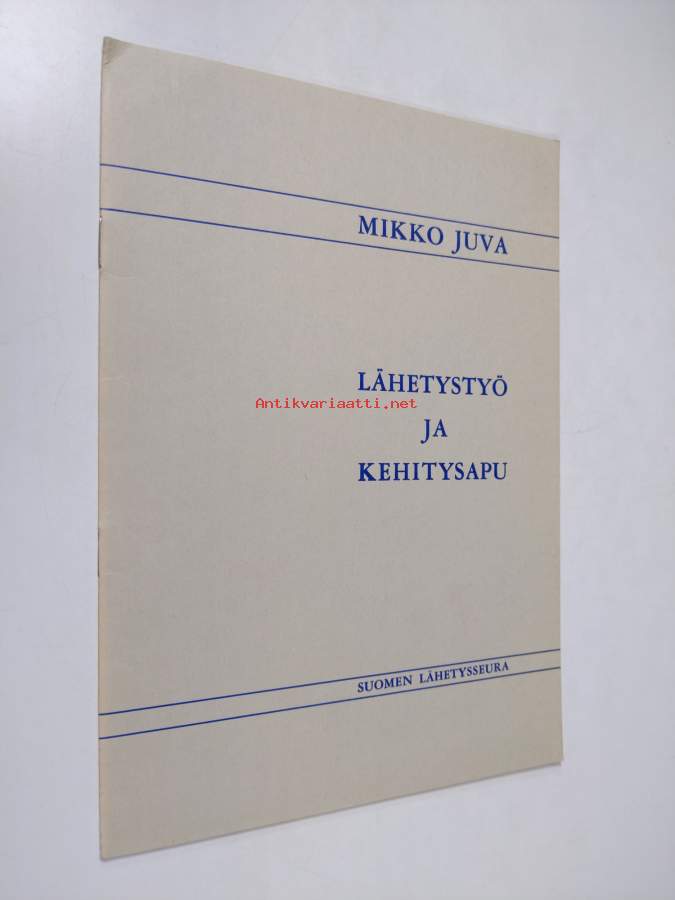 MIKKO JUVA
LÄHETYSTYÖ
Antikvariaatti.net
JA
KEHITYSAPU
SUOMEN LÄHETYSSEURA